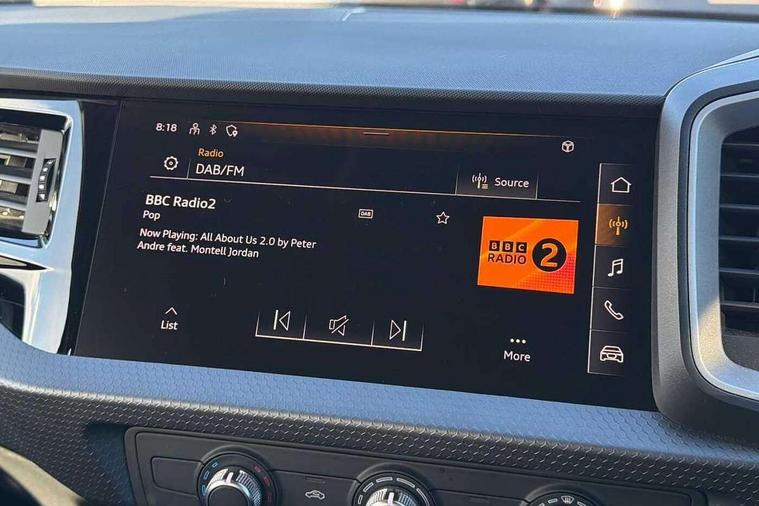 8:18
Radio
DAB/FM
Source
BBC Radio2
Pop
DAB
Now Playing: All About Us 2.0 by Peter
Andre feat. Montell Jordan
BBC
RADIO 2
List
More